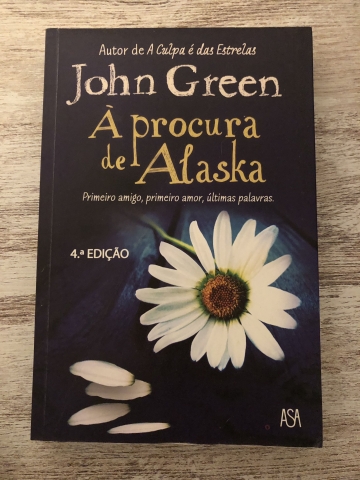 Autor de A Culpa é das Estrelas
John Green
À procura
de Alaska
Primeiro amigo, primeiro amor, últimas palavras.
4.ª EDIÇÃO
ASA